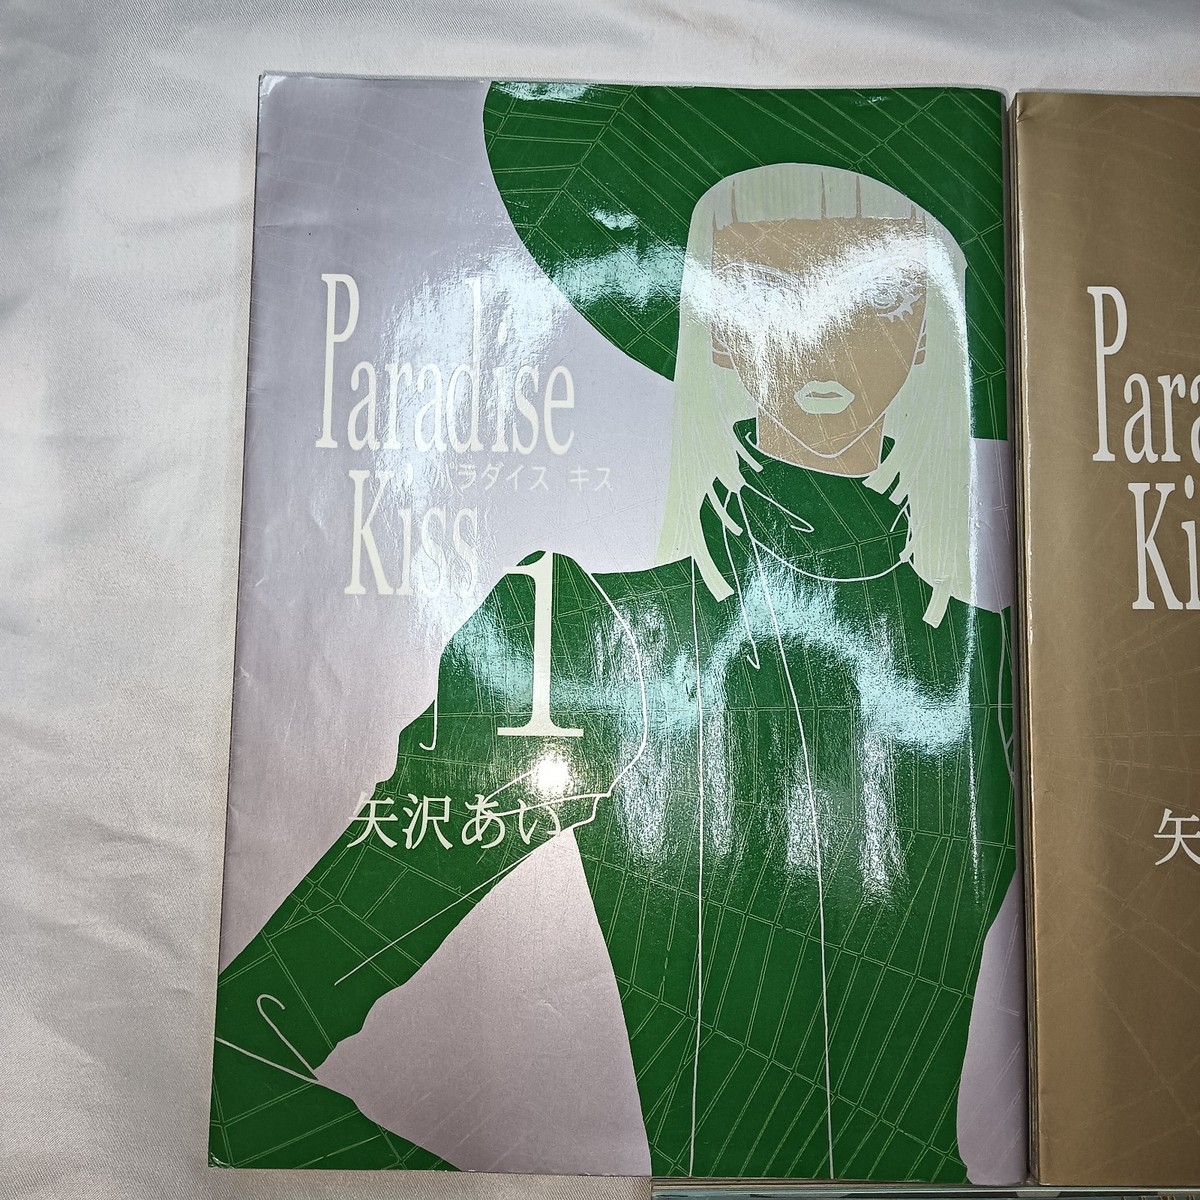 Paradise
パラダイス キス
Kiss
1
矢沢あい
Para
Ki
矢